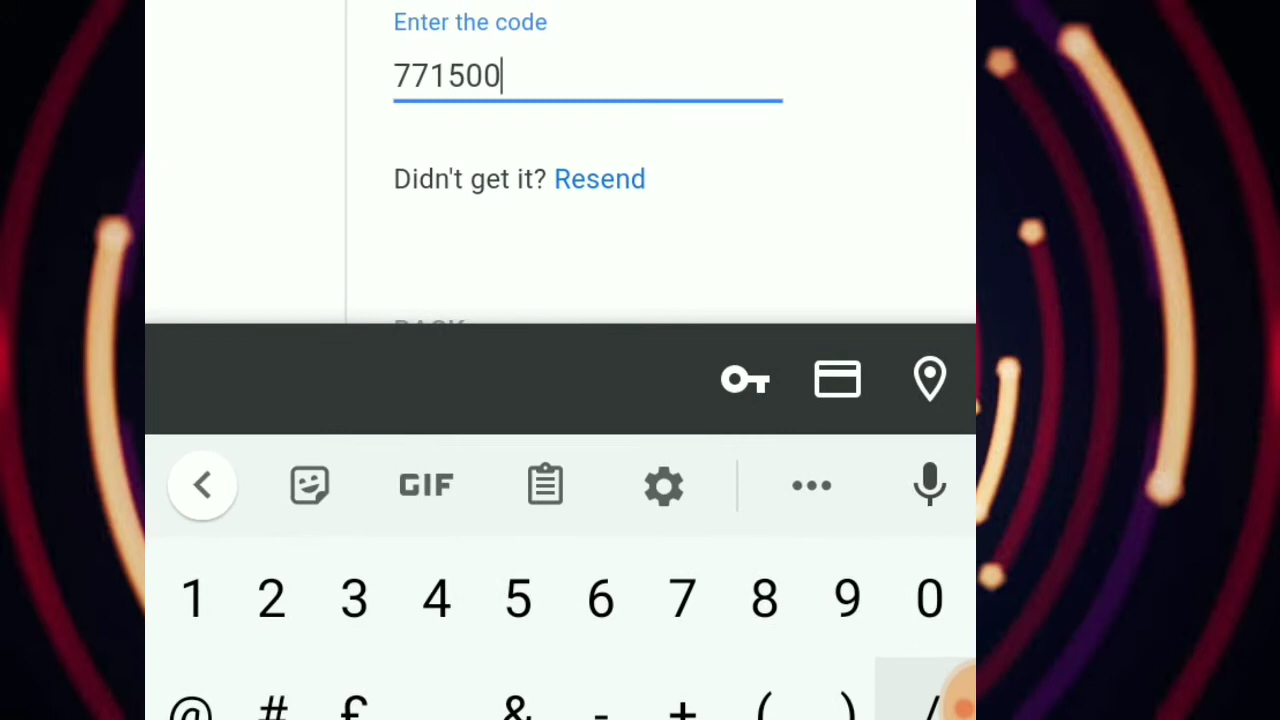 Enter the code
771500
Didn't get it? Resend
BACK
GIF
1 2 3 4 5 6 7 8 9 0
@ # £ & - + ( ) /